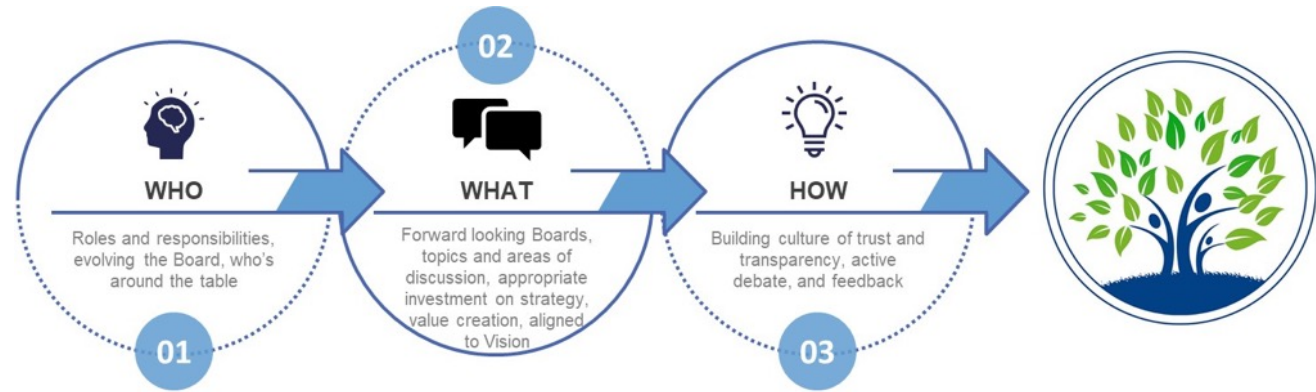 01
WHO
Roles and responsibilities,
evolving the Board, who's
around the table
02
WHAT
Forward looking Boards,
topics and areas of
discussion, appropriate
investment on strategy,
value creation, aligned
to Vision
HOW
Building culture of trust and
transparency, active
debate, and feedback
03